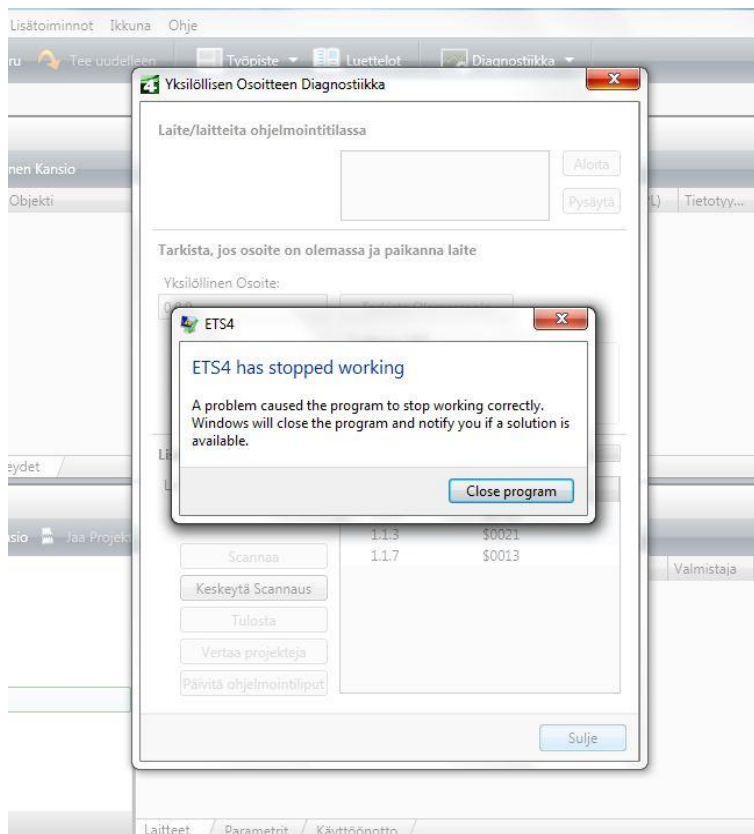 Lisätoiminnot Ikkuna Ohje
ru Tee uudelleen Työpiste Luettelot Diagnostiikka
4 Yksilöllisen Osoitteen Diagnostiikka
Laite/laitteita ohjelmointitilassa
nen Kansio
Aloita
Objekti
Pysäytä
Tietotyy...
Tarkista, jos osoite on olemassa ja paikanna laite
Yksilöllinen Osoite:
ETS4
ETS4 has stopped working
A problem caused the program to stop working correctly.
Windows will close the program and notify you if a solution is
available.
eydet
Close program
sio Jaa Projek
1.1.3 $0021
Scannaa 1.1.7 $0013
Valmistaja
Keskeytä Scannaus
Tulosta
Vertaa projekteja
Päivitä ohjelmointiliput
Sulje
Laitteet Parametrit Käyttöönotto